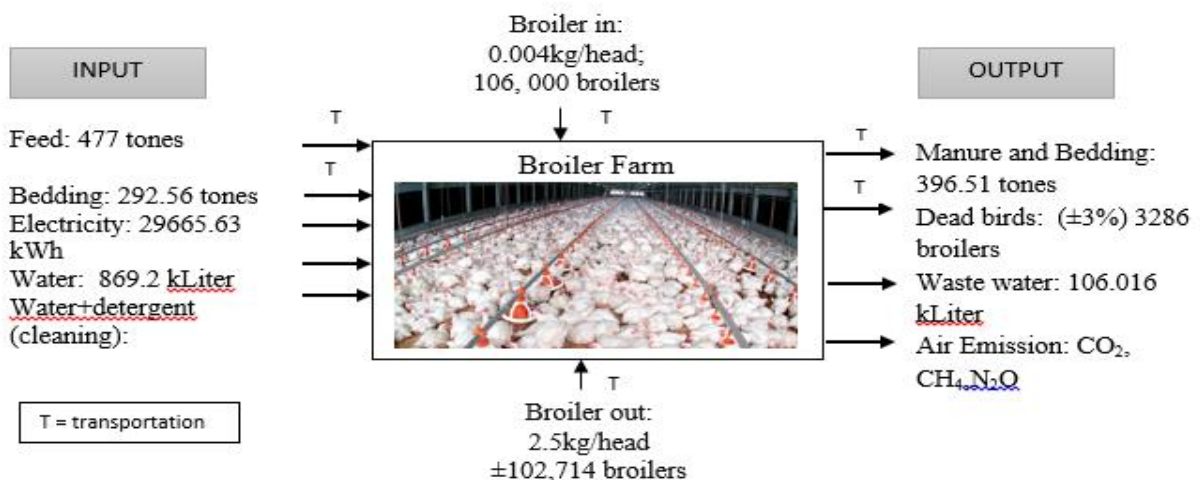 Broiler in:
0.004kg/head;
106, 000 broilers
INPUT
OUTPUT
T
T
T
T
T
Feed: 477 tones
Bedding: 292.56 tones
Electricity: 29665.63
kWh
Water:  869.2 kLiter
Water+detergent
(cleaning):
Broiler Farm
Manure and Bedding:
396.51 tones
Dead birds:  (±3%) 3286
broilers
Waste water: 106.016
kLiter
Air Emission: CO₂,
CH₄,N₂O
T = transportation
T
Broiler out:
2.5kg/head
±102,714 broilers